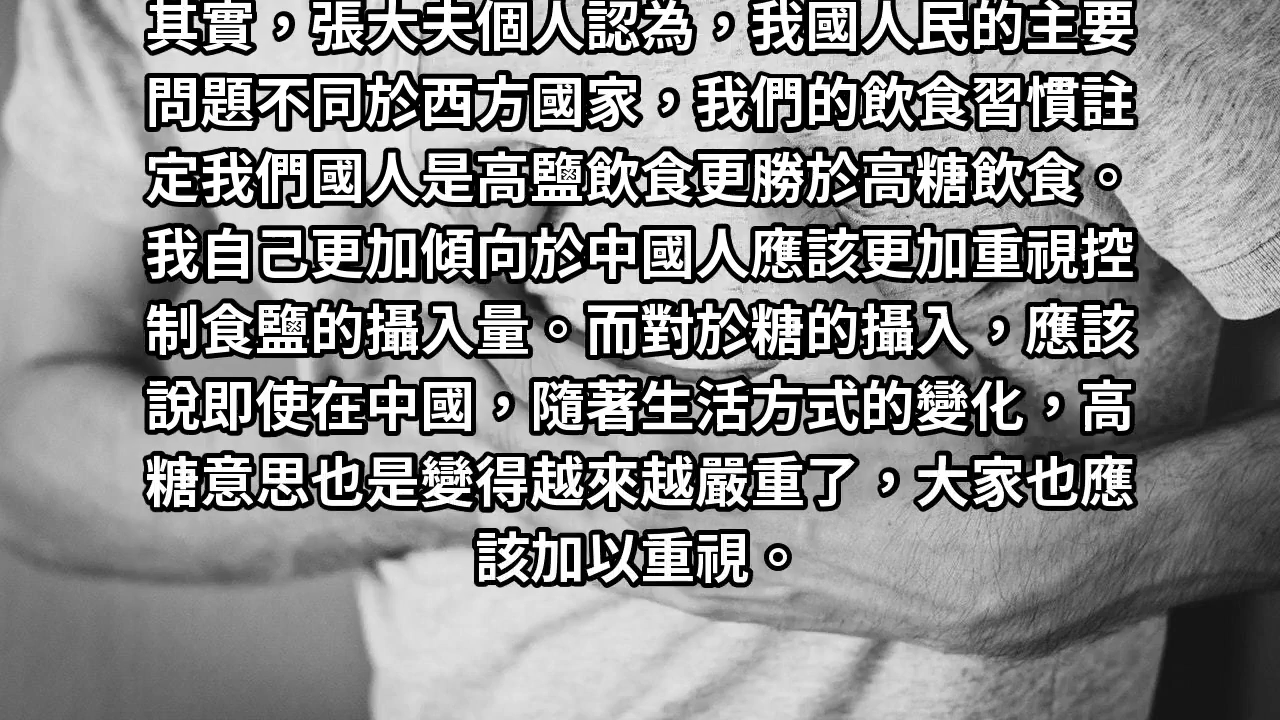 其實，張大夫個人認為，我國人民的主要
問題不同於西方國家，我們的飲食習慣註
定我們國人是高鹽飲食更勝於高糖飲食。
我自己更加傾向於中國人應該更加重視控
制食鹽的攝入量。而對於糖的攝入，應該
說即使在中國，隨著生活方式的變化，高
糖意思也是變得越來越嚴重了，大家也應
該加以重視。